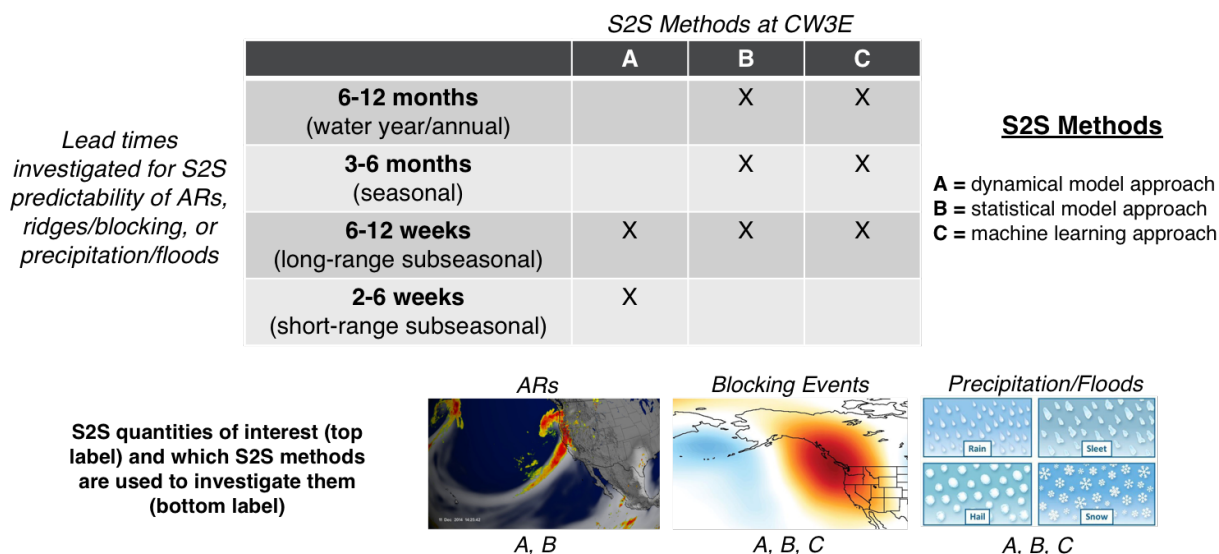 S2S Methods at CW3E
A B C
6-12 months X X
(water year/annual)
3-6 months X X
(seasonal)
6-12 weeks X X X
(long-range subseasonal)
2-6 weeks X
(short-range subseasonal)
Lead times
investigated for S2S
predictability of ARs,
ridges/blocking, or
precipitation/floods
S2S Methods
A = dynamical model approach
B = statistical model approach
C = machine learning approach
S2S quantities of interest (top
label) and which S2S methods
are used to investigate them
(bottom label)
ARs
A, B
Blocking Events
A, B, C
Precipitation/Floods
Rain
Sleet
Hail
Snow
A, B, C